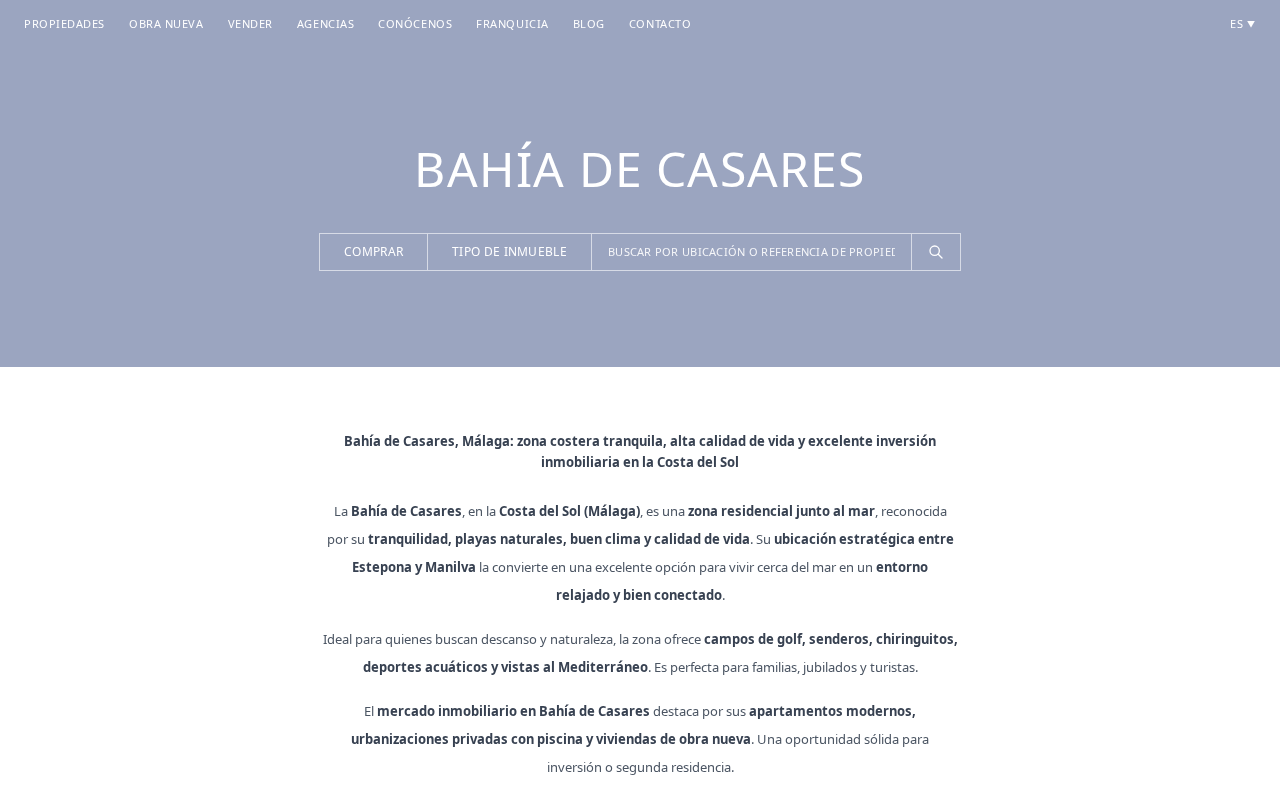 PROPIEDADES OBRA NUEVA VENDER AGENCIAS CONÓCENOS FRANQUICIA BLOG CONTACTO ES
BAHÍA DE CASARES
COMPRAR TIPO DE INMUEBLE BUSCAR POR UBICACIÓN O REFERENCIA DE
Bahía de Casares, Málaga: zona costera tranquila, alta calidad de vida y excelente inversión
inmobiliaria en la Costa del Sol
La Bahía de Casares, en la Costa del Sol (Málaga), es una zona residencial junto al mar, reconocida
por su tranquilidad, playas naturales, buen clima y calidad de vida. Su ubicación estratégica entre
Estepona y Manilva la convierte en una excelente opción para vivir cerca del mar en un entorno
relajado y bien conectado.
Ideal para quienes buscan descanso y naturaleza, la zona ofrece campos de golf, senderos, chiringuitos,
deportes acuáticos y vistas al Mediterráneo. Es perfecta para familias, jubilados y turistas.
El mercado inmobiliario en Bahía de Casares destaca por sus apartamentos modernos,
urbanizaciones privadas con piscina y viviendas de obra nueva. Una oportunidad sólida para
inversión o segunda residencia.